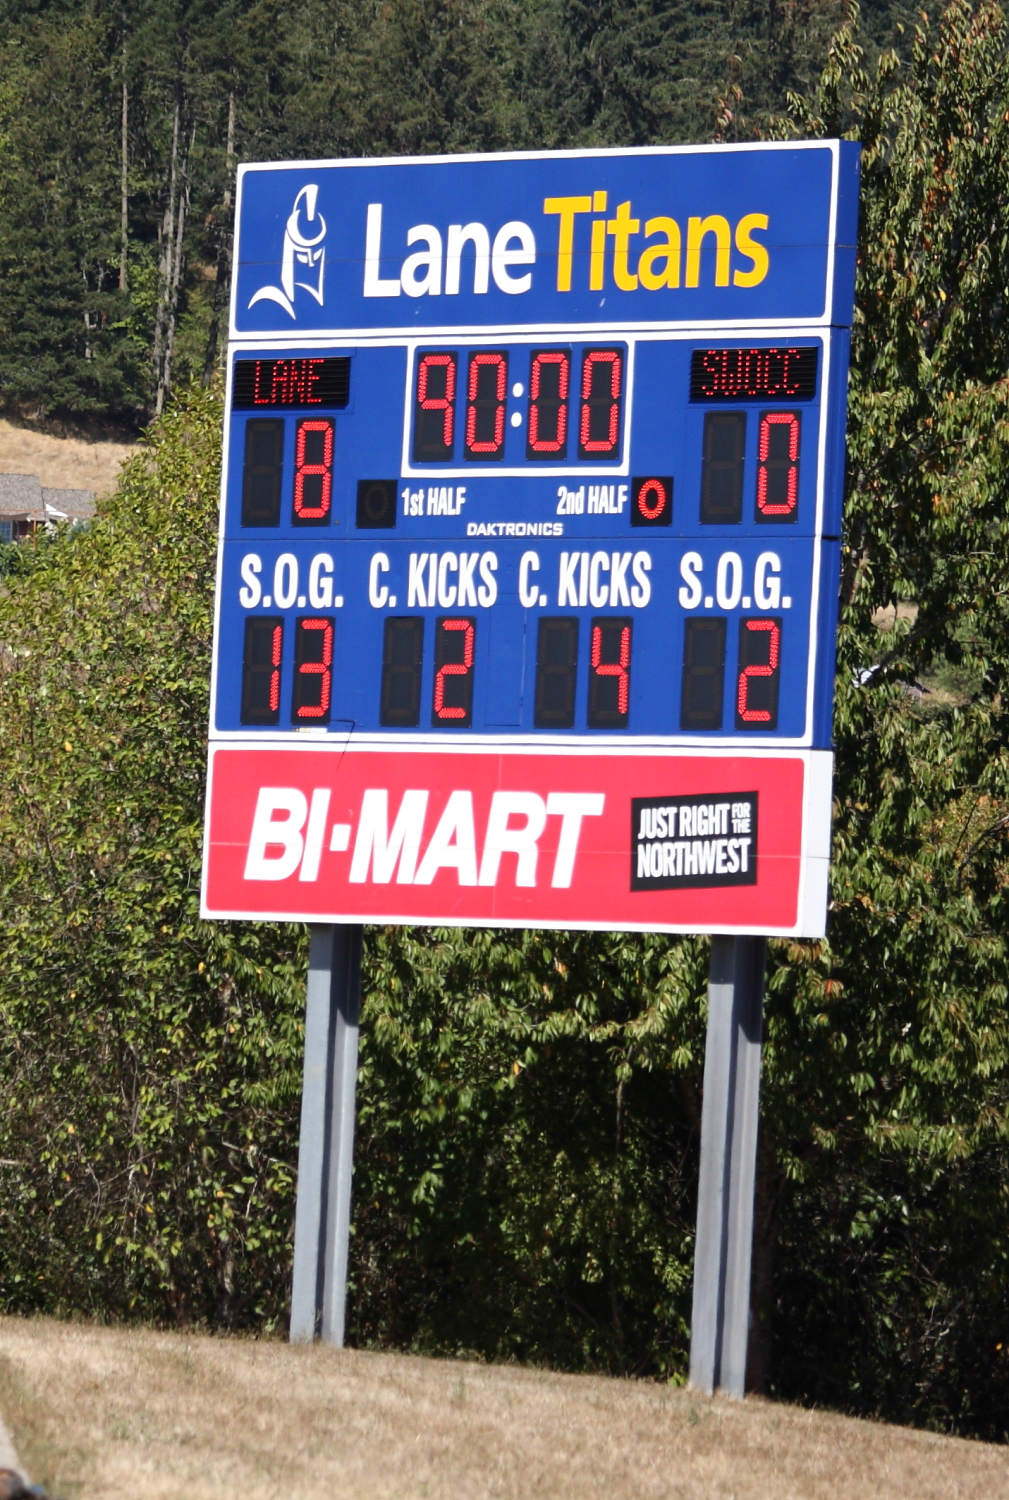 Lane Titans
LANE 90:00 SWOCC
8 0
1st HALF 2nd HALF 0
DAKTRONICS
S.O.G. C. KICKS C. KICKS S.O.G.
13 2 4 2
BI-MART
JUST RIGHT FOR THE
NORTHWEST